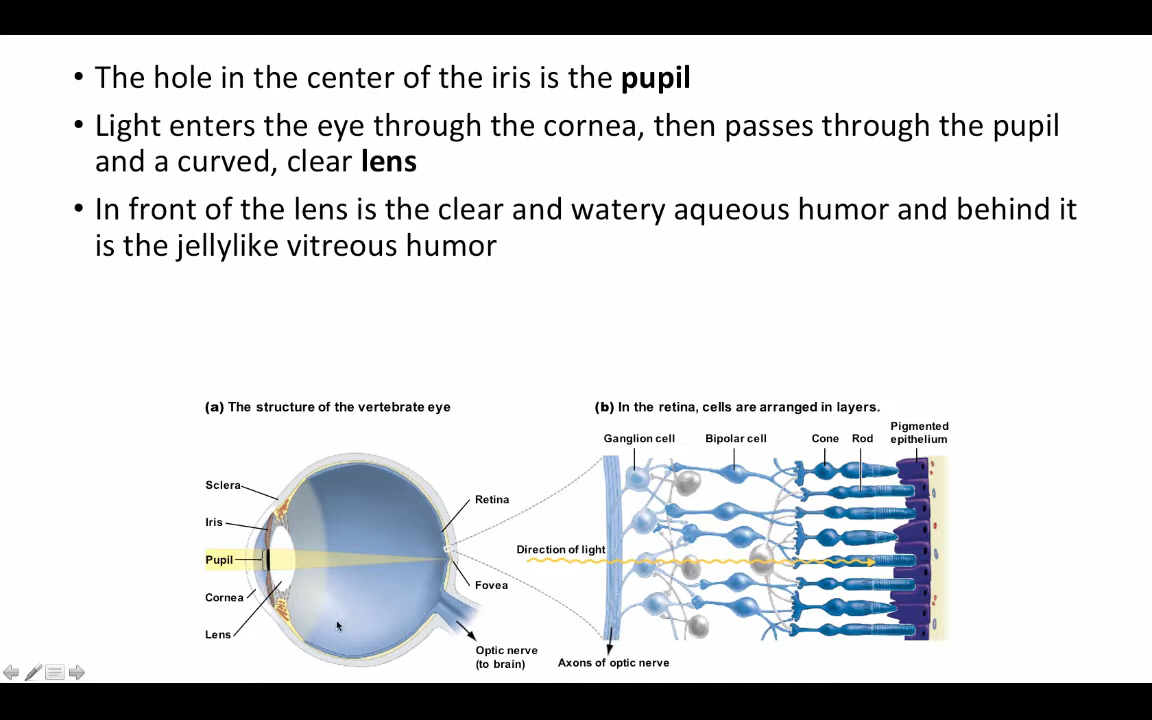 • The hole in the center of the iris is the pupil
• Light enters the eye through the cornea, then passes through the pupil
and a curved, clear lens
• In front of the lens is the clear and watery aqueous humor and behind it
is the jellylike vitreous humor
(a) The structure of the vertebrate eye
Sclera
Iris
Pupil
Cornea
Lens
Retina
Fovea
Optic nerve
(to brain)
(b) In the retina, cells are arranged in layers.
Ganglion cell
Bipolar cell
Cone
Rod
Pigmented
epithelium
Direction of light
Axons of optic nerve